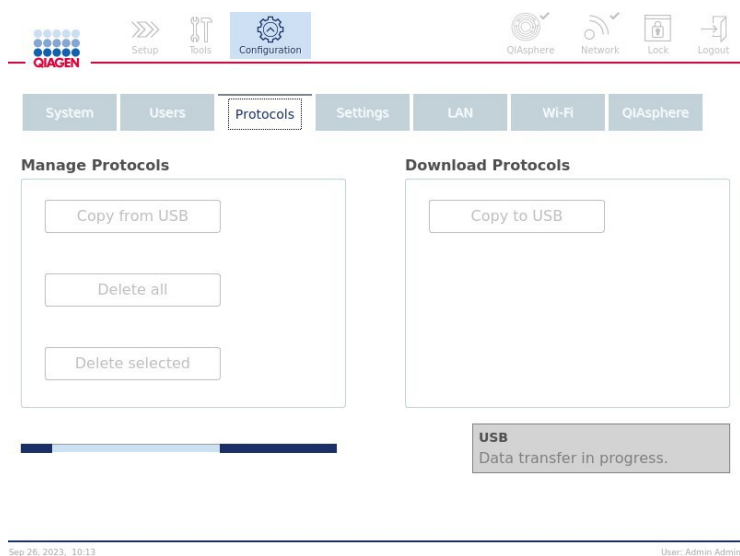 QIAGEN
Setup
Tools
Configuration
QIAsphere
Network
Lock
Logout
System
Users
Protocols
Settings
LAN
Wi-Fi
QIAsphere
Manage Protocols
Copy from USB
Delete all
Delete selected
Download Protocols
Copy to USB
USB
Data transfer in progress.
Sep 26, 2023, 10:13
User: Admin Admin